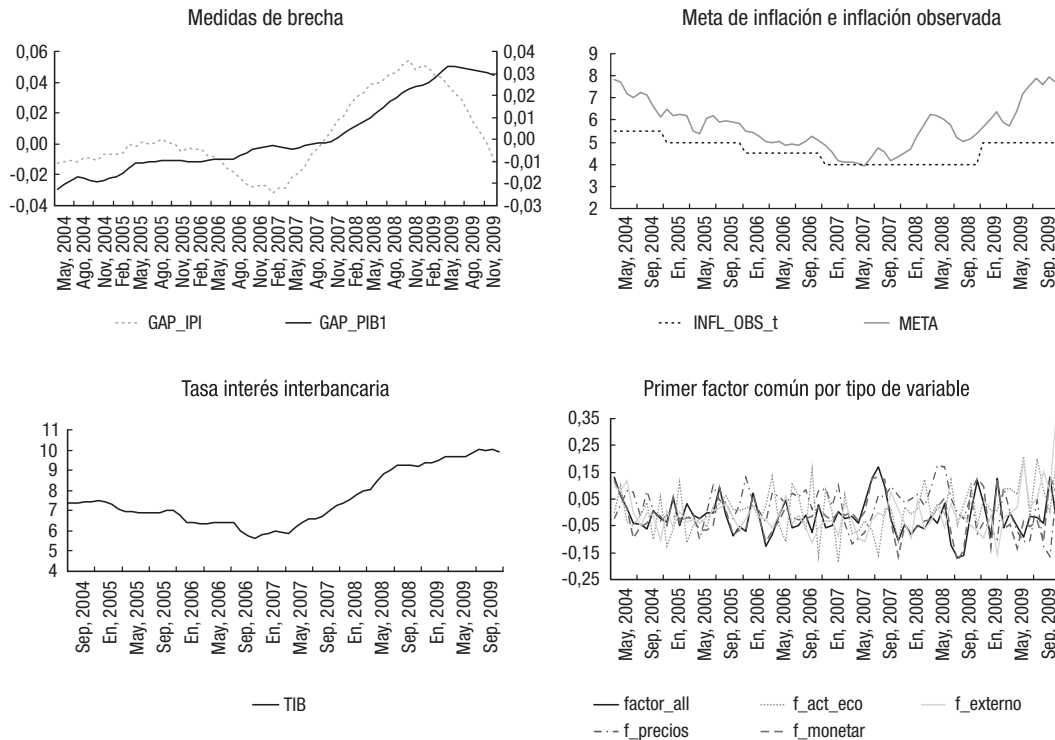 Medidas de brecha
0,06
0,04
0,02
0,00
-0,02
-0,04
0,04
0,03
0,02
0,01
0,00
-0,01
-0,02
-0,03
May, 2004
Ago, 2004
Nov, 2004
Feb, 2005
May, 2005
Ago, 2005
Nov, 2005
Feb, 2006
May, 2006
Ago, 2006
Nov, 2006
Feb, 2007
May, 2007
Ago, 2007
Nov, 2007
Feb, 2008
May, 2008
Ago, 2008
Nov, 2008
Feb, 2009
May, 2009
Ago, 2009
Nov, 2009
GAP_IPI
GAP_PIB1
Meta de inflación e inflación observada
9
8
7
6
5
4
3
2
May, 2004
Sep, 2004
En, 2005
May, 2005
Sep, 2005
En, 2006
May, 2006
Sep, 2006
En, 2007
May, 2007
Sep, 2007
En, 2008
May, 2008
Sep, 2008
En, 2009
May, 2009
Sep, 2009
INFL_OBS_t
META
Tasa interés interbancaria
11
10
9
8
7
6
5
4
Sep, 2004
En, 2005
May, 2005
Sep, 2005
En, 2006
May, 2006
Sep, 2006
En, 2007
May, 2007
Sep, 2007
En, 2008
May, 2008
Sep, 2008
En, 2009
May, 2009
Sep, 2009
TIB
Primer factor común por tipo de variable
0,35
0,25
0,15
0,05
-0,05
-0,15
-0,25
May, 2004
Sep, 2004
En, 2005
May, 2005
Sep, 2005
En, 2006
May, 2006
Sep, 2006
En, 2007
May, 2007
Sep, 2007
En, 2008
May, 2008
Sep, 2008
En, 2009
May, 2009
Sep, 2009
factor_all
f_act_eco
f_externo
f_precios
f_monetar